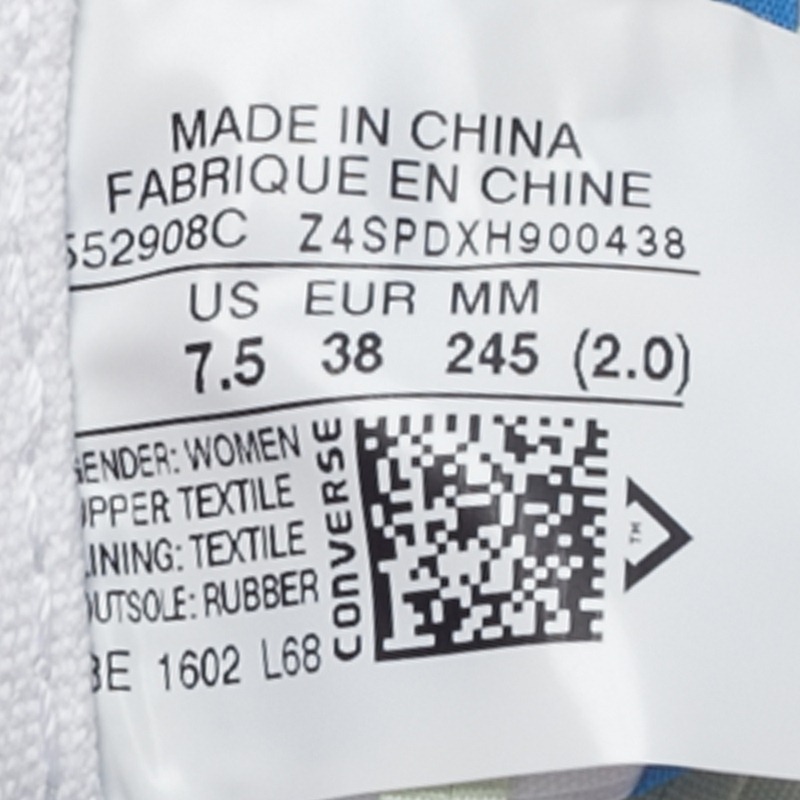 MADE IN CHINA
FABRIQUE EN CHINE
552908C Z4SPDXH900438
US EUR MM
7.5 38 245 (2.0)
GENDER: WOMEN
UPPER TEXTILE
LINING: TEXTILE
OUTSOLE: RUBBER
BE 1602 L68
CONVERSE
TM